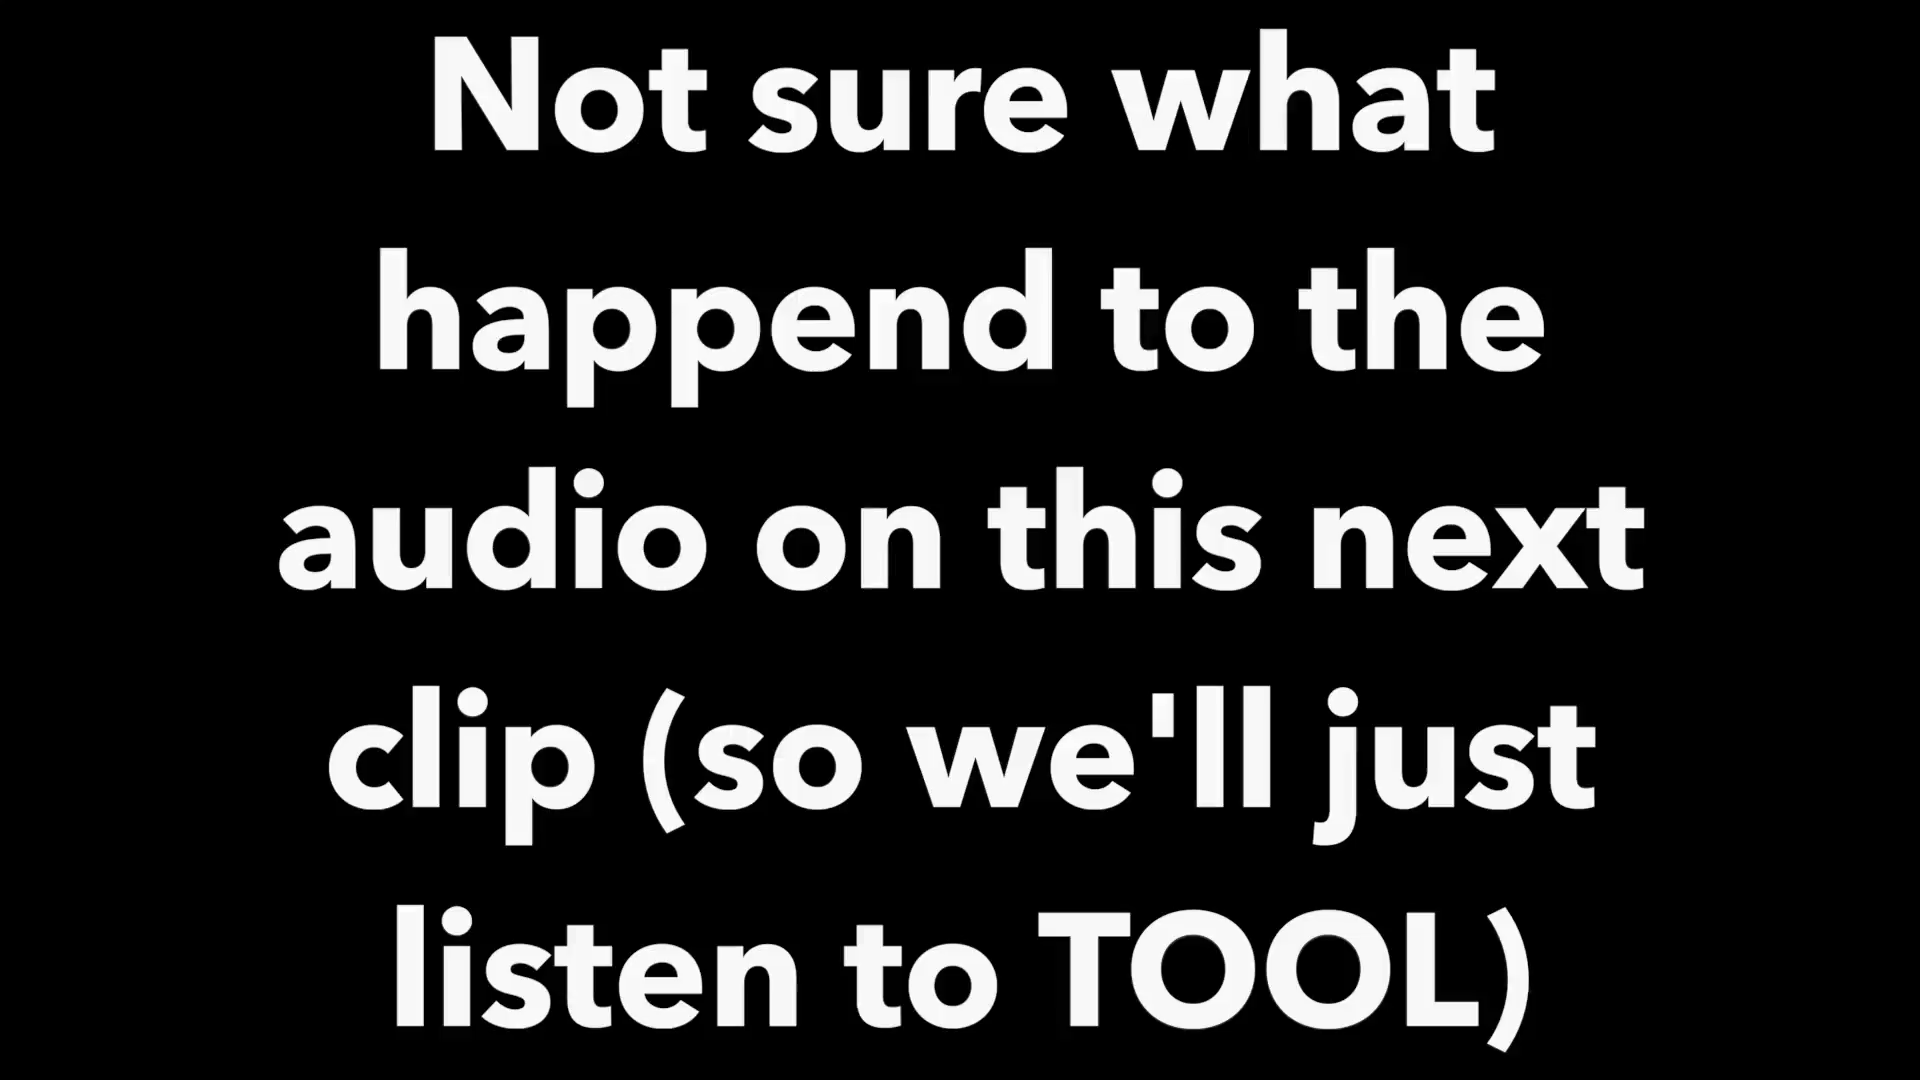 Not sure what
happend to the
audio on this next
clip (so we'll just
listen to TOOL)